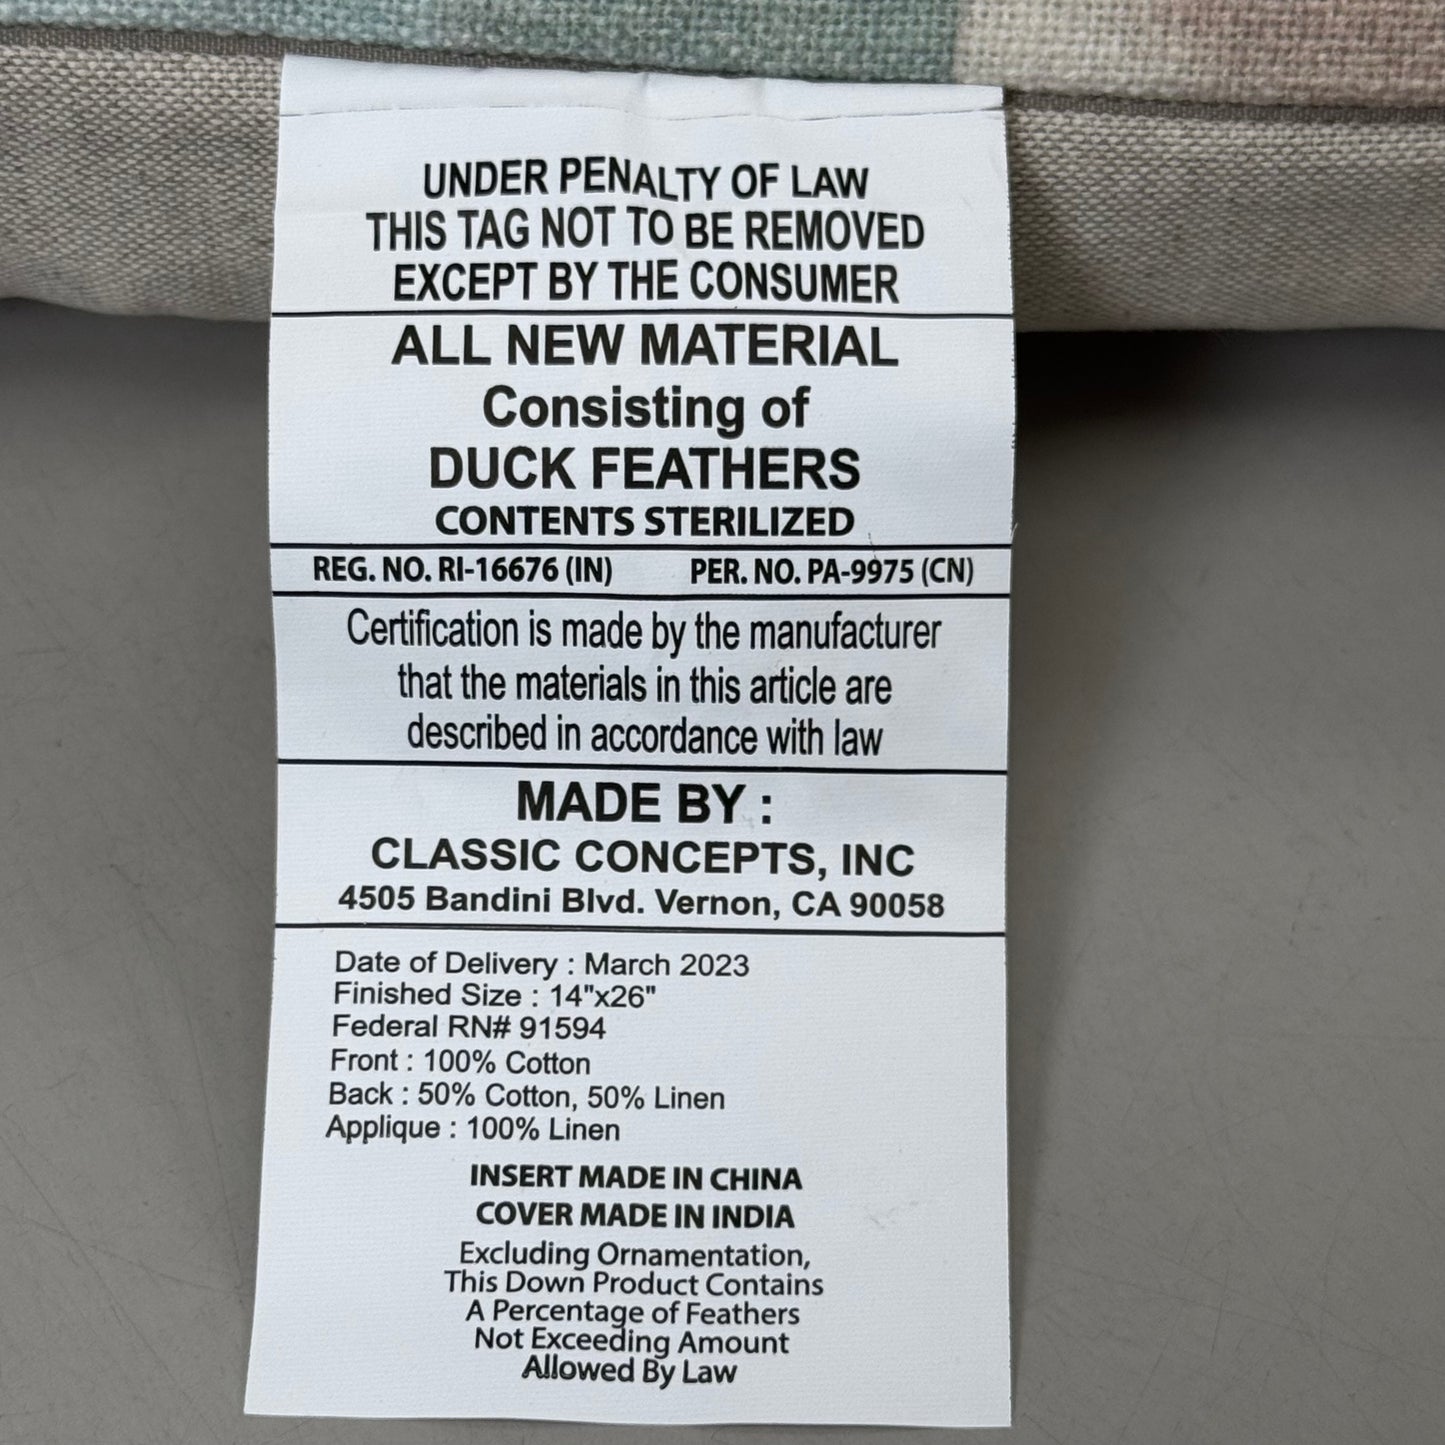 UNDER PENALTY OF LAW
THIS TAG NOT TO BE REMOVED
EXCEPT BY THE CONSUMER
ALL NEW MATERIAL
Consisting of
DUCK FEATHERS
CONTENTS STERILIZED
REG. NO. RI-16676 (IN) PER. NO. PA-9975 (CN)
Certification is made by the manufacturer
that the materials in this article are
described in accordance with law
MADE BY :
CLASSIC CONCEPTS, INC
4505 Bandini Blvd. Vernon, CA 90058
Date of Delivery : March 2023
Finished Size : 14"x26"
Federal RN# 91594
Front : 100% Cotton
Back : 50% Cotton, 50% Linen
Applique : 100% Linen
INSERT MADE IN CHINA
COVER MADE IN INDIA
Excluding Ornamentation,
This Down Product Contains
A Percentage of Feathers
Not Exceeding Amount
Allowed By Law